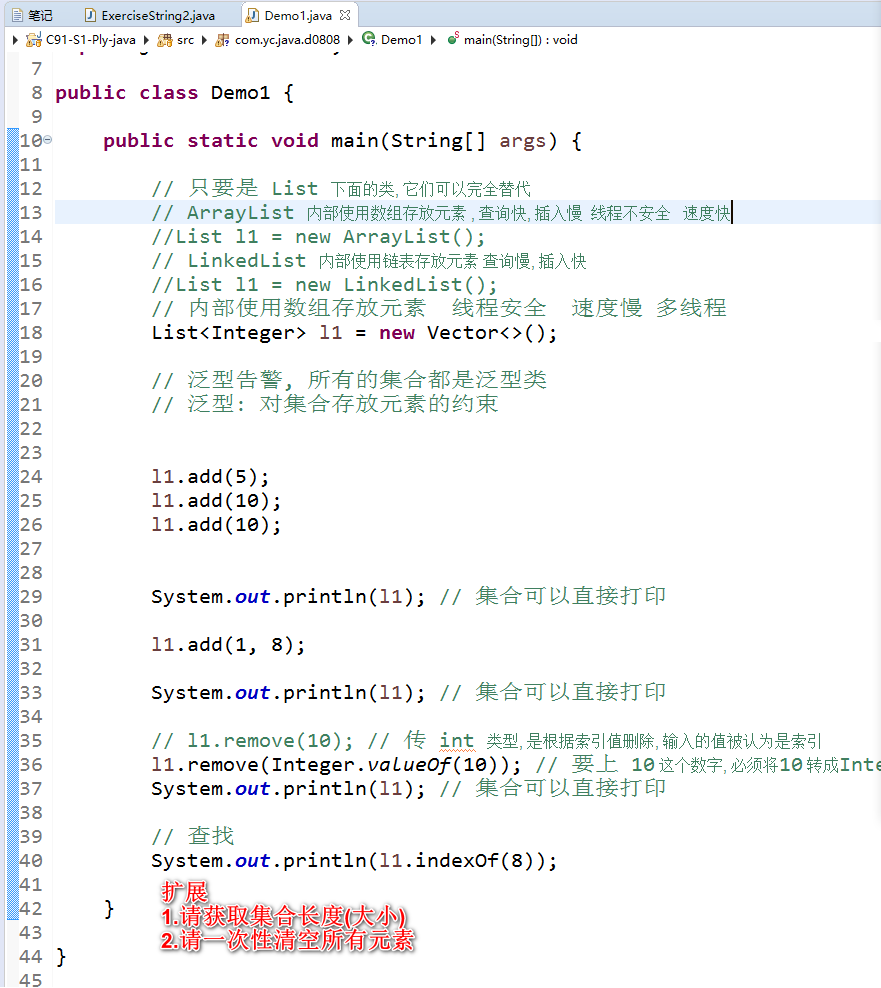 笔记 ExerciseString2.java Demo1.java
C91-S1-Ply-java src com.yc.java.d0808 Demo1 main(String[]) : void
7
8 public class Demo1 {
9
10 public static void main(String[] args) {
11
12 // 只要是 List 下面的类,它们可以完全替代
13 // ArrayList 内部使用数组存放元素 ,查询快,插入慢 线程不安全 速度快
14 //List l1 = new ArrayList();
15 // LinkedList 内部使用链表存放元素 查询慢,插入快
16 //List l1 = new LinkedList();
17 // 内部使用数组存放元素 线程安全 速度慢 多线程
18 List<Integer> l1 = new Vector<>();
19
20 // 泛型告警, 所有的集合都是泛型类
21 // 泛型: 对集合存放元素的约束
22
23
24 l1.add(5);
25 l1.add(10);
26 l1.add(10);
27
28
29 System.out.println(l1); // 集合可以直接打印
30
31 l1.add(1, 8);
32
33 System.out.println(l1); // 集合可以直接打印
34
35 // l1.remove(10); // 传 int 类型,是根据索引值删除,输入的值被认为是索引
36 l1.remove(Integer.valueOf(10)); // 要上 10 这个数字,必须将10 转成Inte
37 System.out.println(l1); // 集合可以直接打印
38
39 // 查找
40 System.out.println(l1.indexOf(8));
41
扩展
42 }
1.请获取集合长度(大小)
43
2.请一次性清空所有元素
44 }
45